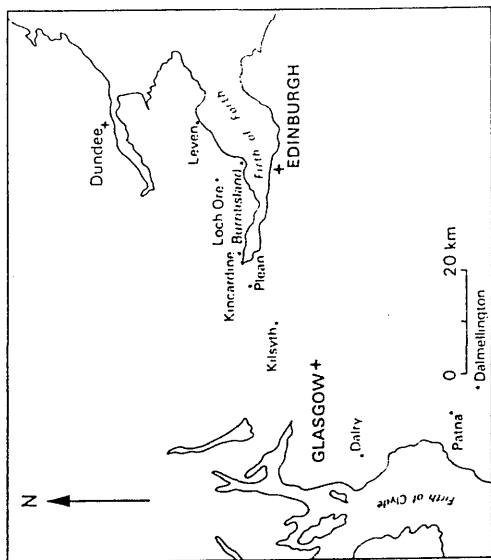 N
Dundee
Leven
Firth of Forth
Loch Ore
Burntisland
EDINBURGH
Kincardine
Plean
Kilsyth
GLASGOW
Dalry
0 20 km
Patna
Dalmellington
Firth of Clyde